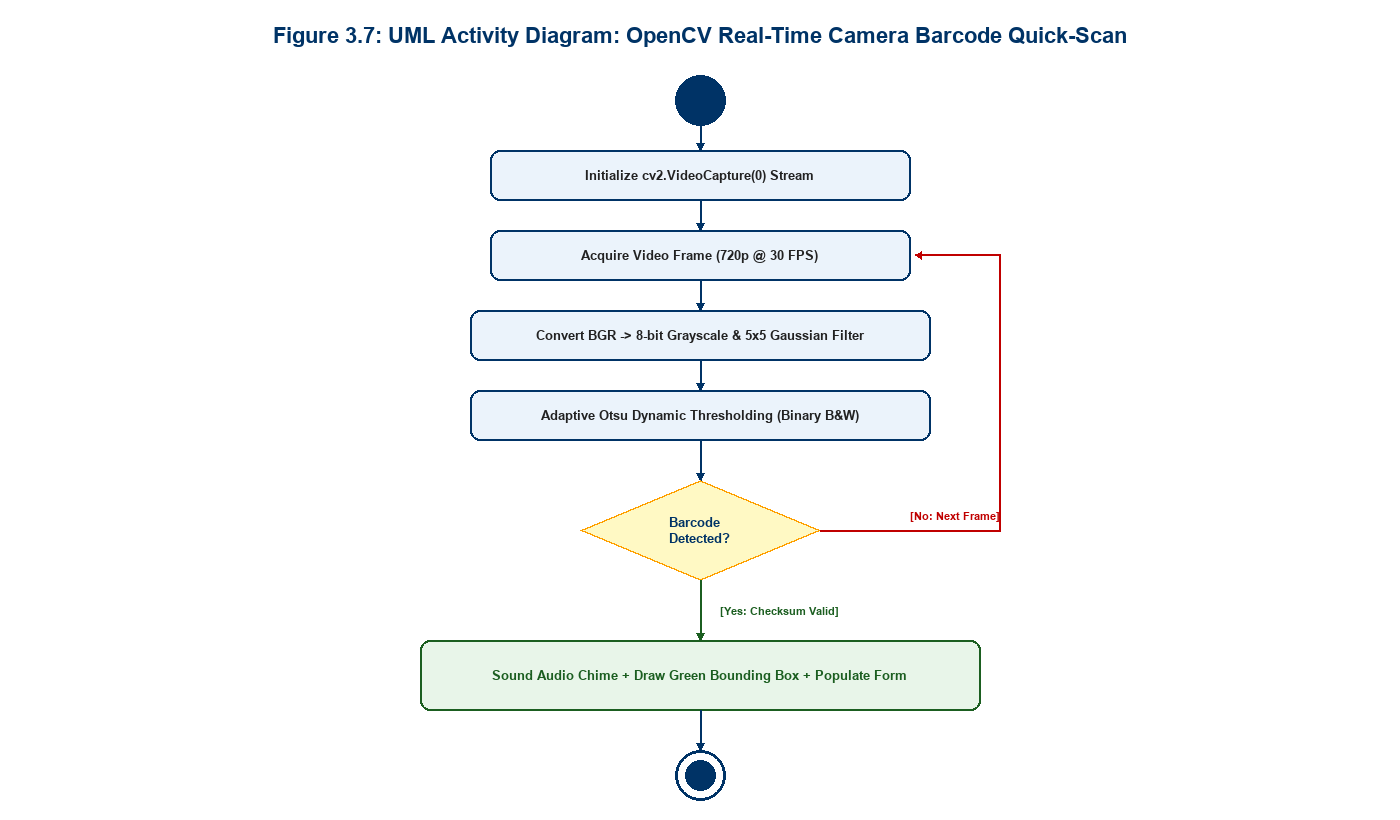 Figure 3.7: UML Activity Diagram: OpenCV Real-Time Camera Barcode Quick-Scan
Initialize cv2.VideoCapture(0) Stream
Acquire Video Frame (720p @ 30 FPS)
Convert BGR -> 8-bit Grayscale & 5x5 Gaussian Filter
Adaptive Otsu Dynamic Thresholding (Binary B&W)
[No: Next Frame]
Barcode
Detected?
[Yes: Checksum Valid]
Sound Audio Chime + Draw Green Bounding Box + Populate Form